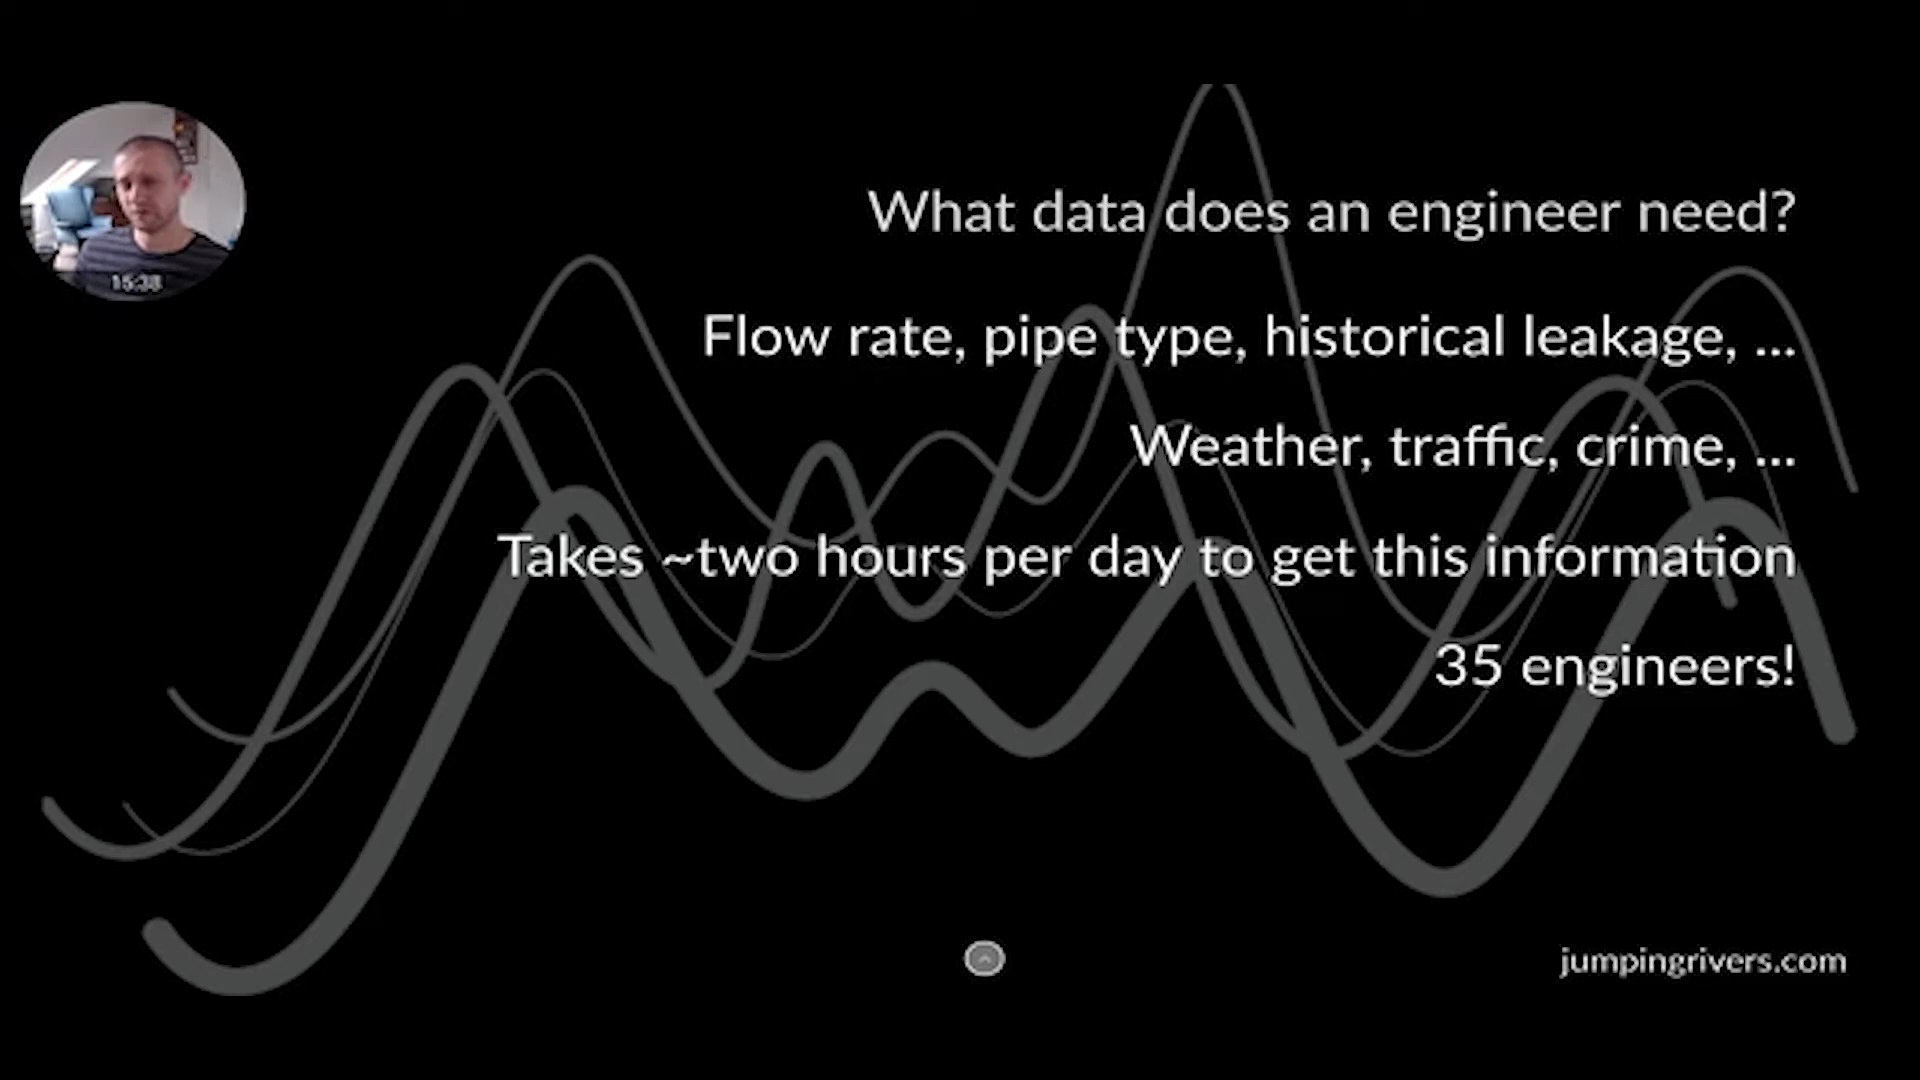 What data does an engineer need?
Flow rate, pipe type, historical leakage, ...
Weather, traffic, crime, ...
Takes ~two hours per day to get this information
35 engineers!
15:38
jumpingrivers.com